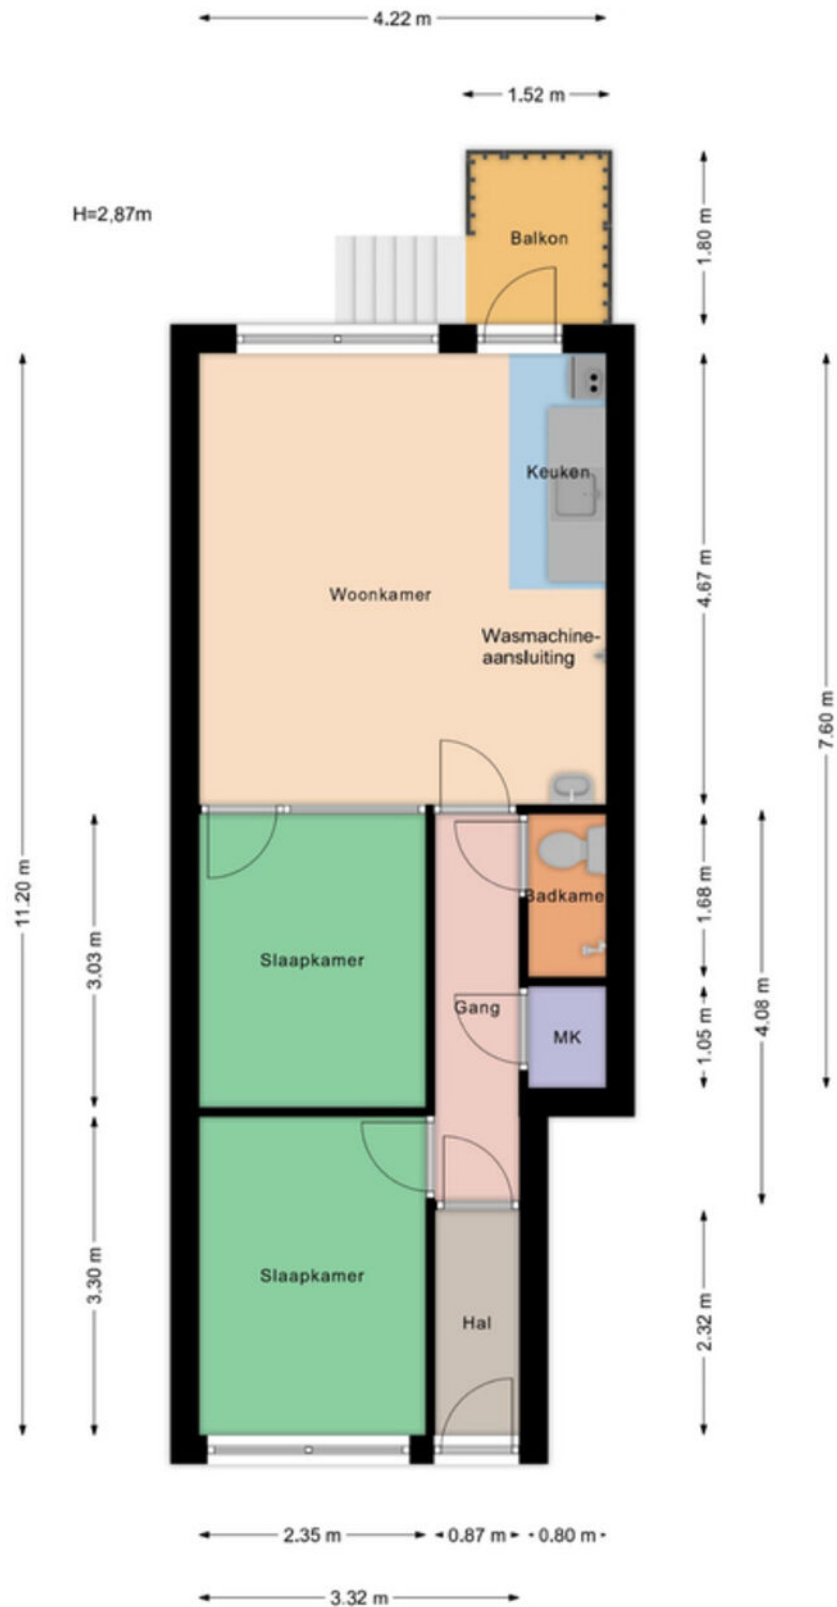 4.22 m
1.52 m
H=2,87m
Balkon
1.80 m
Keuken
Woonkamer
4.67 m
Wasmachine-
aansluiting
7.60 m
11.20 m
Badkame
1.68 m
3.03 m
Slaapkamer
Gang
4.08 m
MK
1.05 m
Slaapkamer
3.30 m
Hal
2.32 m
2.35 m
0.87 m
0.80 m
3.32 m